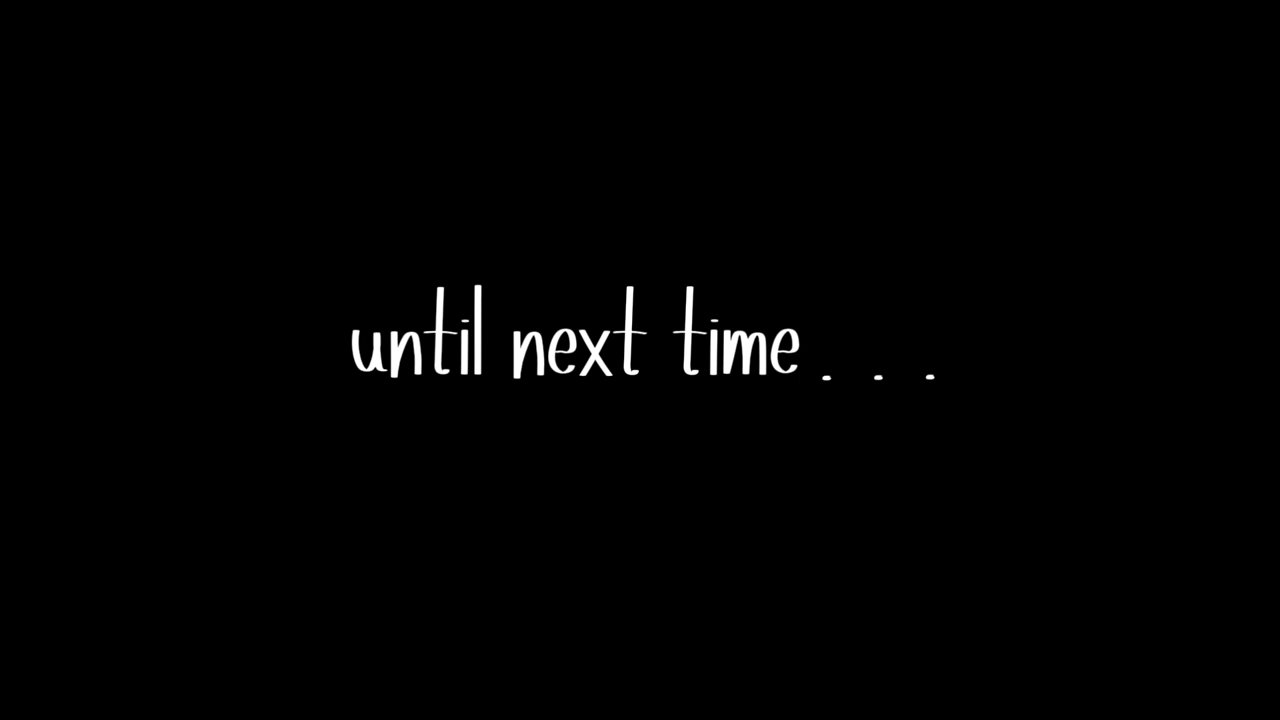 until next time . . .